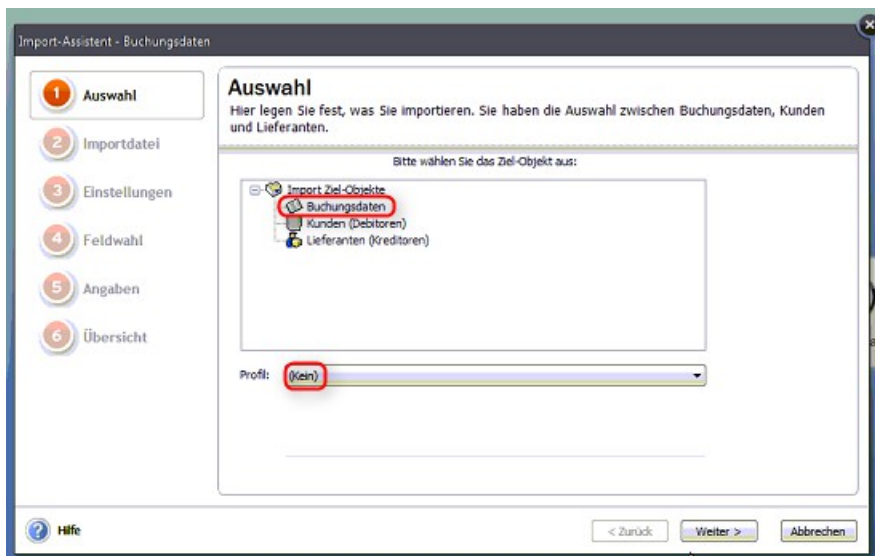 Import-Assistent - Buchungsdaten
1 Auswahl
2 Importdatei
3 Einstellungen
4 Feldwahl
5 Angaben
6 Übersicht
Auswahl
Hier legen Sie fest, was Sie importieren. Sie haben die Auswahl zwischen Buchungsdaten, Kunden
und Lieferanten.
Bitte wählen Sie das Ziel-Objekt aus:
Import Ziel-Objekte
Buchungsdaten
Kunden (Debitoren)
Lieferanten (Kreditoren)
Profil: (Kein)
? Hilfe
< Zurück Weiter > Abbrechen